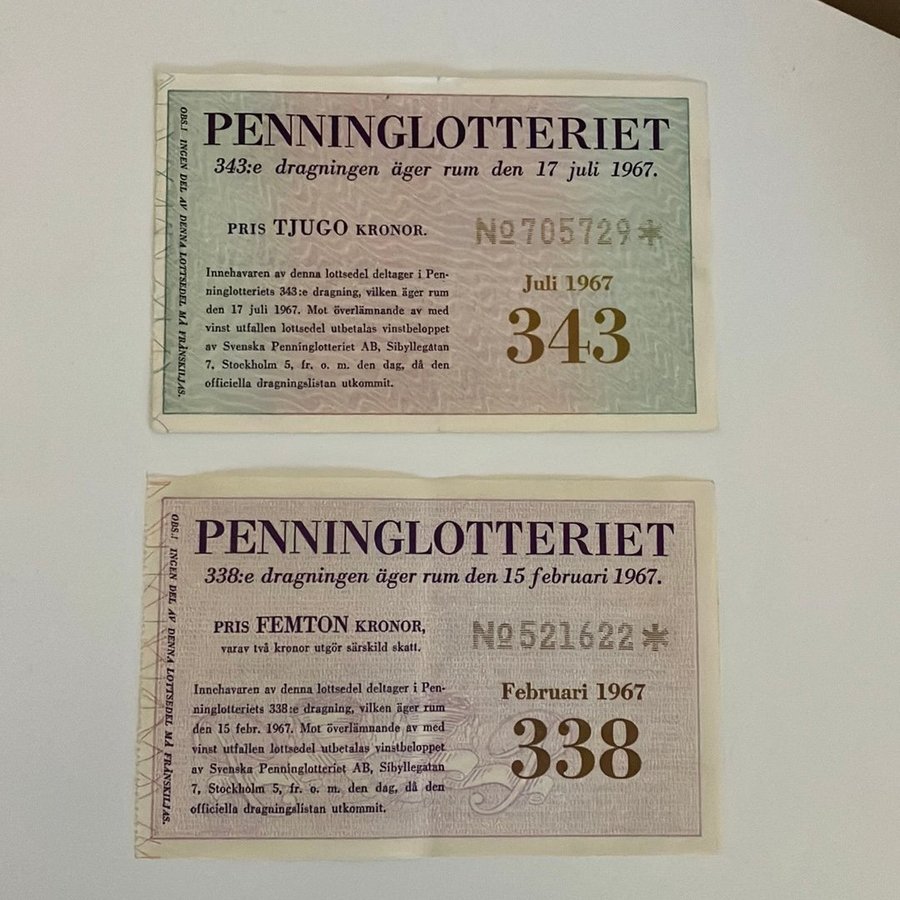 PENNINGLOTTERIET
343:e dragningen äger rum den 17 juli 1967.
OBS.! INGEN DEL AV DENNA LOTTSEDEL MÅ FRÅNSKILJAS.
PRIS TJUGO KRONOR.
No 705729*
Innehavaren av denna lottsedel deltager i Pen-
ninglotteriets 343:e dragning, vilken äger rum
den 17 juli 1967. Mot överlämnande av med
vinst utfallen lottsedel utbetalas vinstbeloppet
av Svenska Penninglotteriet AB, Sibyllegatan
7, Stockholm 5, fr. o. m. den dag, då den
officiella dragningslistan utkommit.
Juli 1967
343
PENNINGLOTTERIET
338:e dragningen äger rum den 15 februari 1967.
OBS.! INGEN DEL AV DENNA LOTTSEDEL MÅ FRÅNSKILJAS.
PRIS FEMTON KRONOR,
varav två kronor utgör särskild skatt.
No 521622*
Innehavaren av denna lottsedel deltager i Pen-
ninglotteriets 338:e dragning, vilken äger rum
den 15 febr. 1967. Mot överlämnande av med
vinst utfallen lottsedel utbetalas vinstbeloppet
av Svenska Penninglotteriet AB, Sibyllegatan
7, Stockholm 5, fr. o. m. den dag, då den
officiella dragningslistan utkommit.
Februari 1967
338